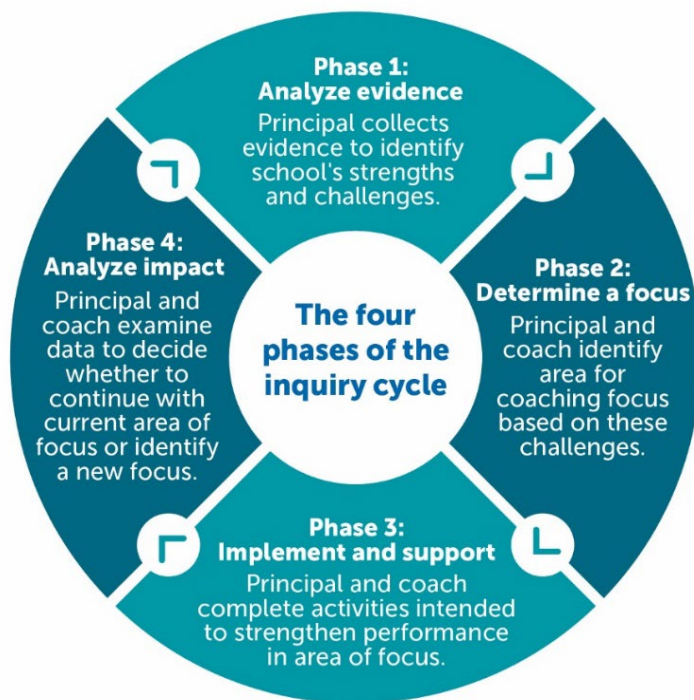 Phase 1:
Analyze evidence
Principal collects
evidence to identify
school's strengths
and challenges.
Phase 2:
Determine a focus
Principal and
coach identify
area for
coaching focus
based on these
challenges.
Phase 3:
Implement and support
Principal and coach
complete activities intended
to strengthen performance
in area of focus.
Phase 4:
Analyze impact
Principal and
coach examine
data to decide
whether to
continue with
current area of
focus or identify
a new focus.
The four
phases of the
inquiry cycle